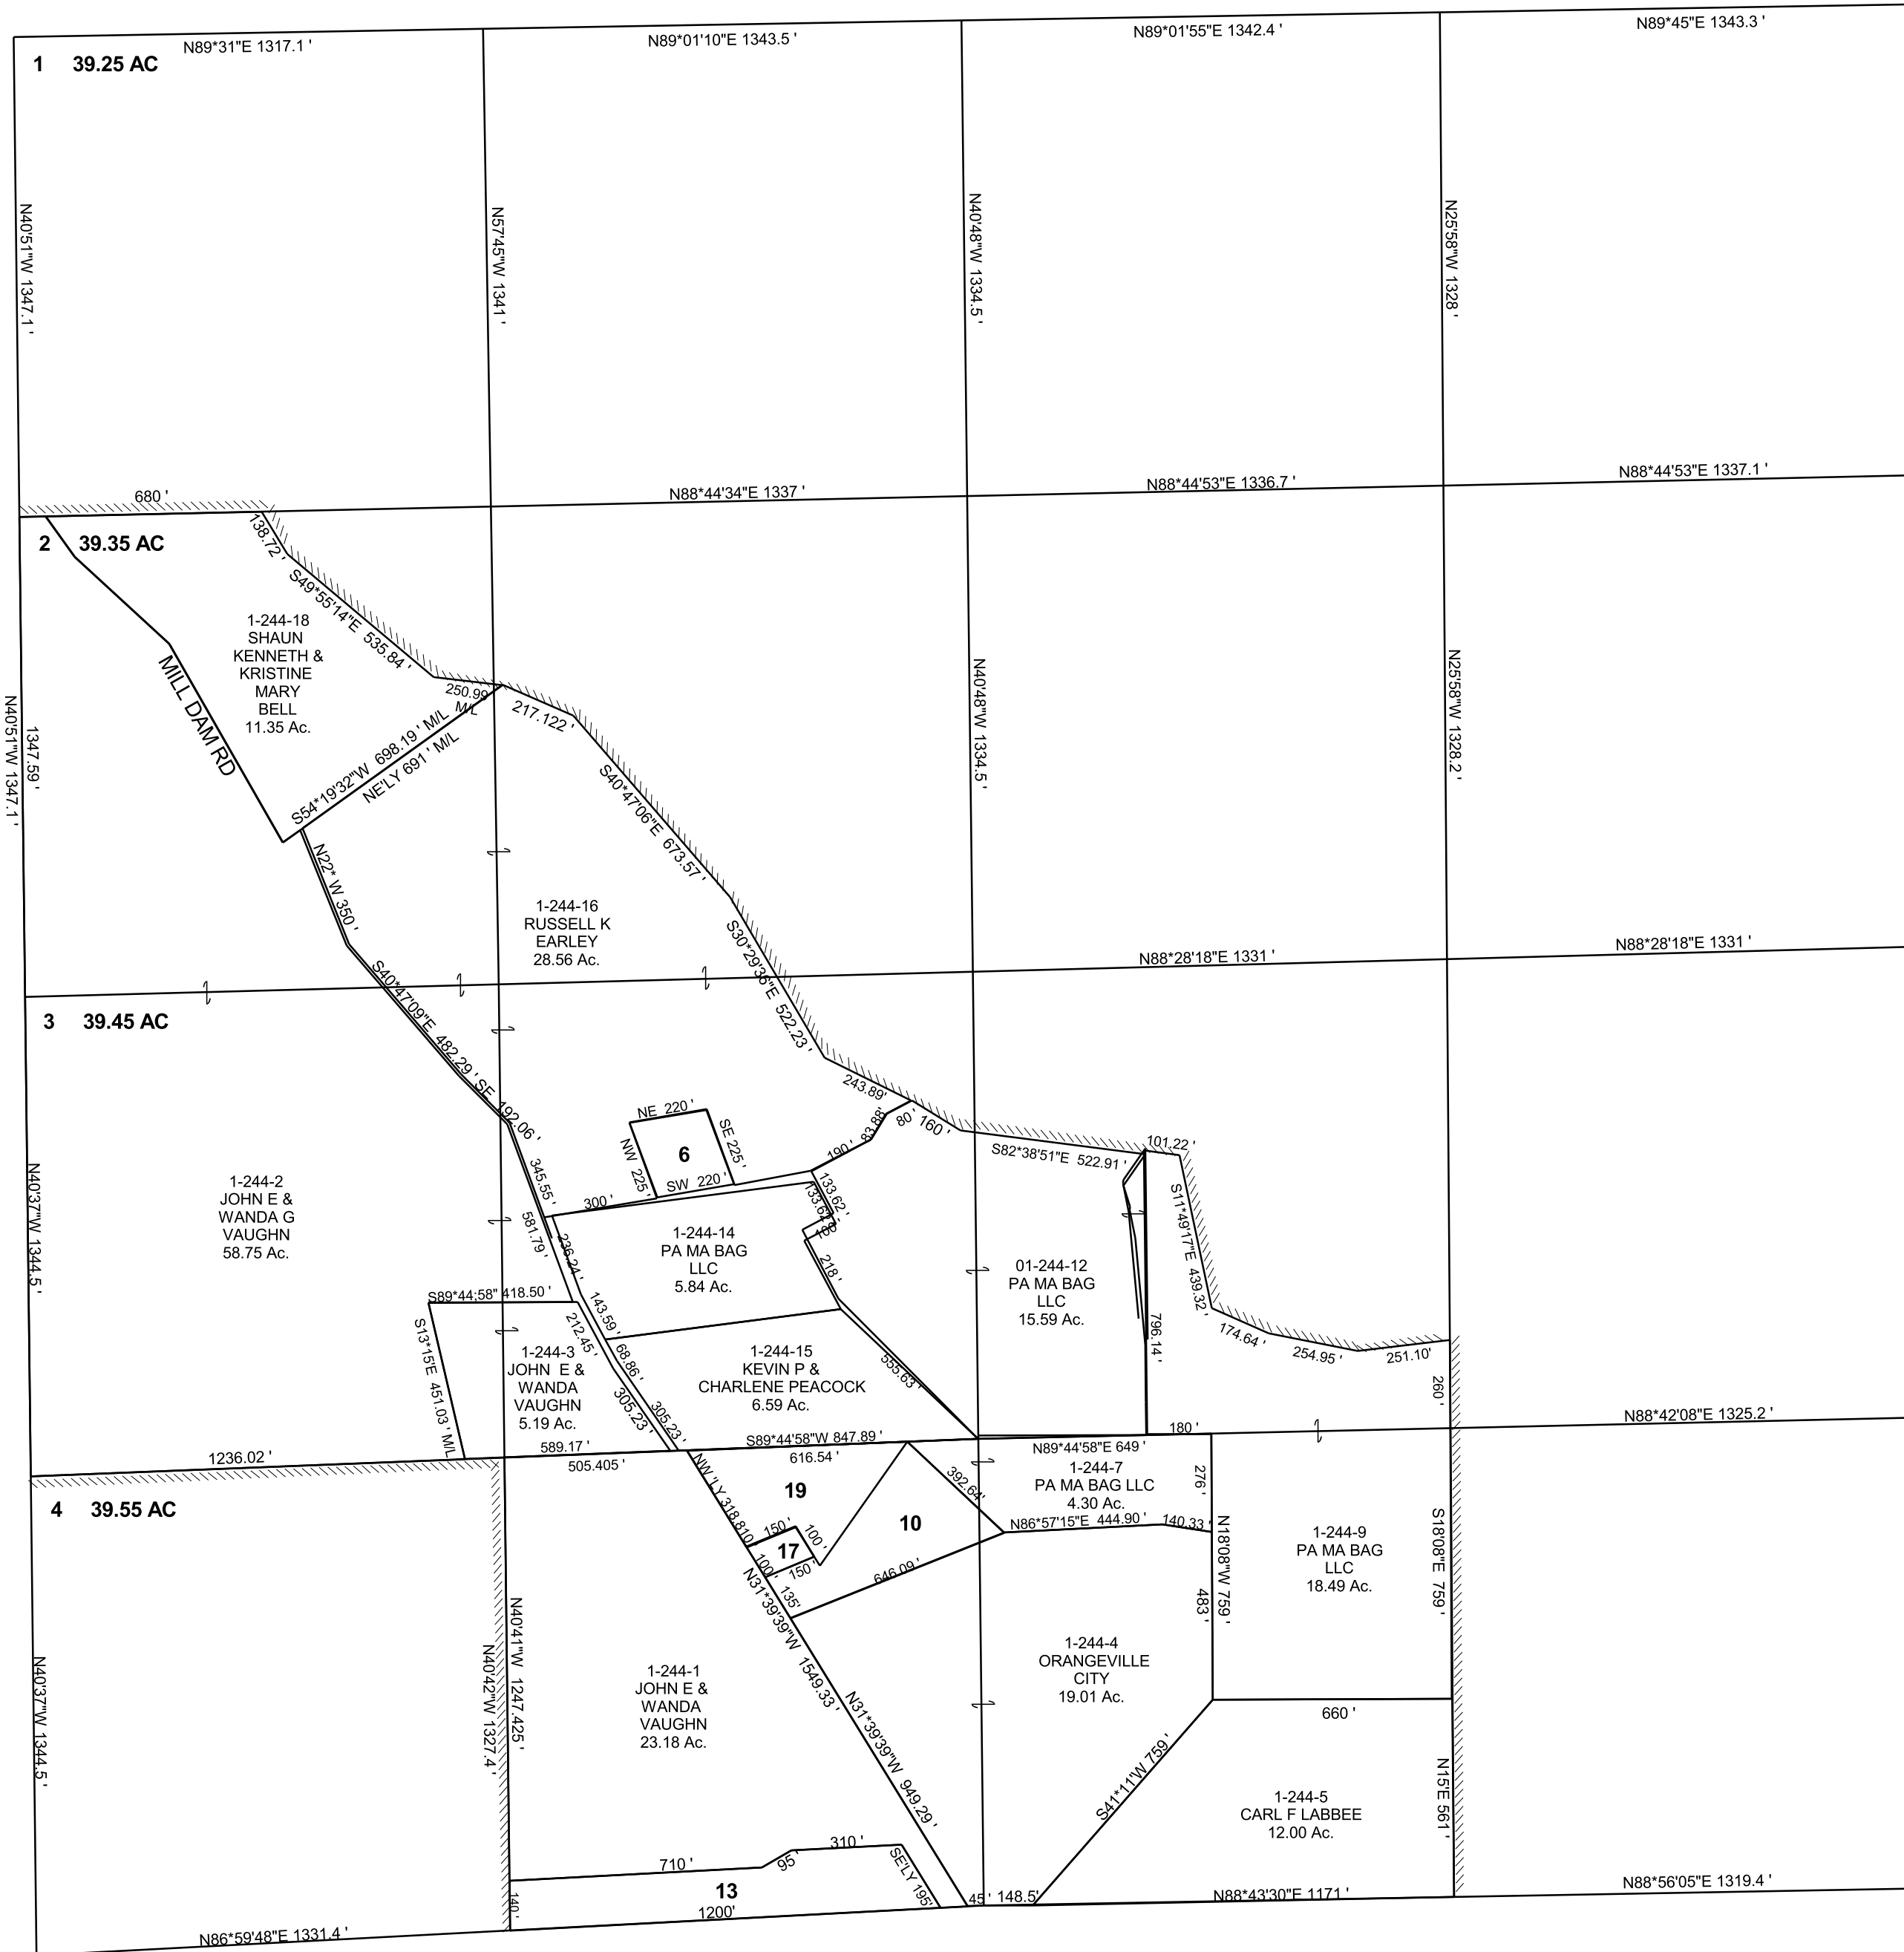 N89*31"E 1317.1 '
N89*01'10"E 1343.5 '
N89*01'55"E 1342.4 '
N89*45"E 1343.3 '
1 39.25 AC
N40'51"W 1347.1 '
N57'45"W 1341 '
N40'48"W 1334.5 '
N25'58"W 1328 '
680 '
N88*44'34"E 1337 '
N88*44'53"E 1336.7 '
N88*44'53"E 1337.1 '
2 39.35 AC
138.72 '
S49*55'14"E 535.84 '
1-244-18
SHAUN
KENNETH &
KRISTINE
MARY
BELL
11.35 Ac.
MILL DAM RD
250.99
M/L
217.122 '
S54*19'32"W 698.19 ' M/L
NE'LY 691 ' M/L
N40'51"W 1347.1 '
1347.59 '
N40'48"W 1334.5 '
N25'58"W 1328.2 '
S40*47'06"E 673.57 '
N22* W 350 '
1-244-16
RUSSELL K
EARLEY
28.56 Ac.
S30*29'36"E 522.23 '
N88*28'18"E 1331 '
N88*28'18"E 1331 '
3 39.45 AC
S40*47'09"E 482.29 '
SE 192.06 '
243.89'
80 '
160 '
83.88'
190 '
NE 220 '
NW 225 '
SE 225 '
6
SW 220 '
300 '
S82*38'51"E 522.91 '
101.22 '
S11*49'17"E 439.32 '
N40'37"W 1344.5 '
1-244-2
JOHN E &
WANDA G
VAUGHN
58.75 Ac.
345.55 '
581.79 '
236.24'
133.62 '
133.62 '
1-244-14
PA MA BAG
LLC
5.84 Ac.
218 '
01-244-12
PA MA BAG
LLC
15.59 Ac.
796.14 '
174.64 '
254.95 '
251.10'
260 '
S89*44;58" 418.50 '
S13*15'E 451.03 ' M/L
212.45 '
143.59 '
68.86 '
1-244-3
JOHN E &
WANDA
VAUGHN
5.19 Ac.
305.23 '
305.23 '
1-244-15
KEVIN P &
CHARLENE PEACOCK
6.59 Ac.
555.63 '
180 '
N88*42'08"E 1325.2 '
1236.02 '
589.17 '
505.405 '
S89*44'58"W 847.89 '
616.54 '
N89*44'58"E 649 '
1-244-7
PA MA BAG LLC
4.30 Ac.
276 '
4 39.55 AC
NW 'LY 318.810
19
392.64'
10
N86*57'15"E 444.90 '
140.33 '
150 '
100 '
17
100 '
150 '
135'
646.09'
N18'08"W 759 '
483 '
1-244-9
PA MA BAG
LLC
18.49 Ac.
S18'08"E 759 '
N31*39'39"W 1549.33 '
N31*39'39"W 949.29 '
N40'41"W 1247.425 '
N40'42"W 1327.4 '
N40'37"W 1344.5 '
1-244-1
JOHN E &
WANDA
VAUGHN
23.18 Ac.
1-244-4
ORANGEVILLE
CITY
19.01 Ac.
660 '
S41*11'W 759 '
1-244-5
CARL F LABBEE
12.00 Ac.
N15'E 561 '
710 '
95 '
310 '
SE'LY 195'
13
140 '
1200'
45 '
148.5'
N88*43'30"E 1171 '
N88*56'05"E 1319.4 '
N86*59'48"E 1331.4 '